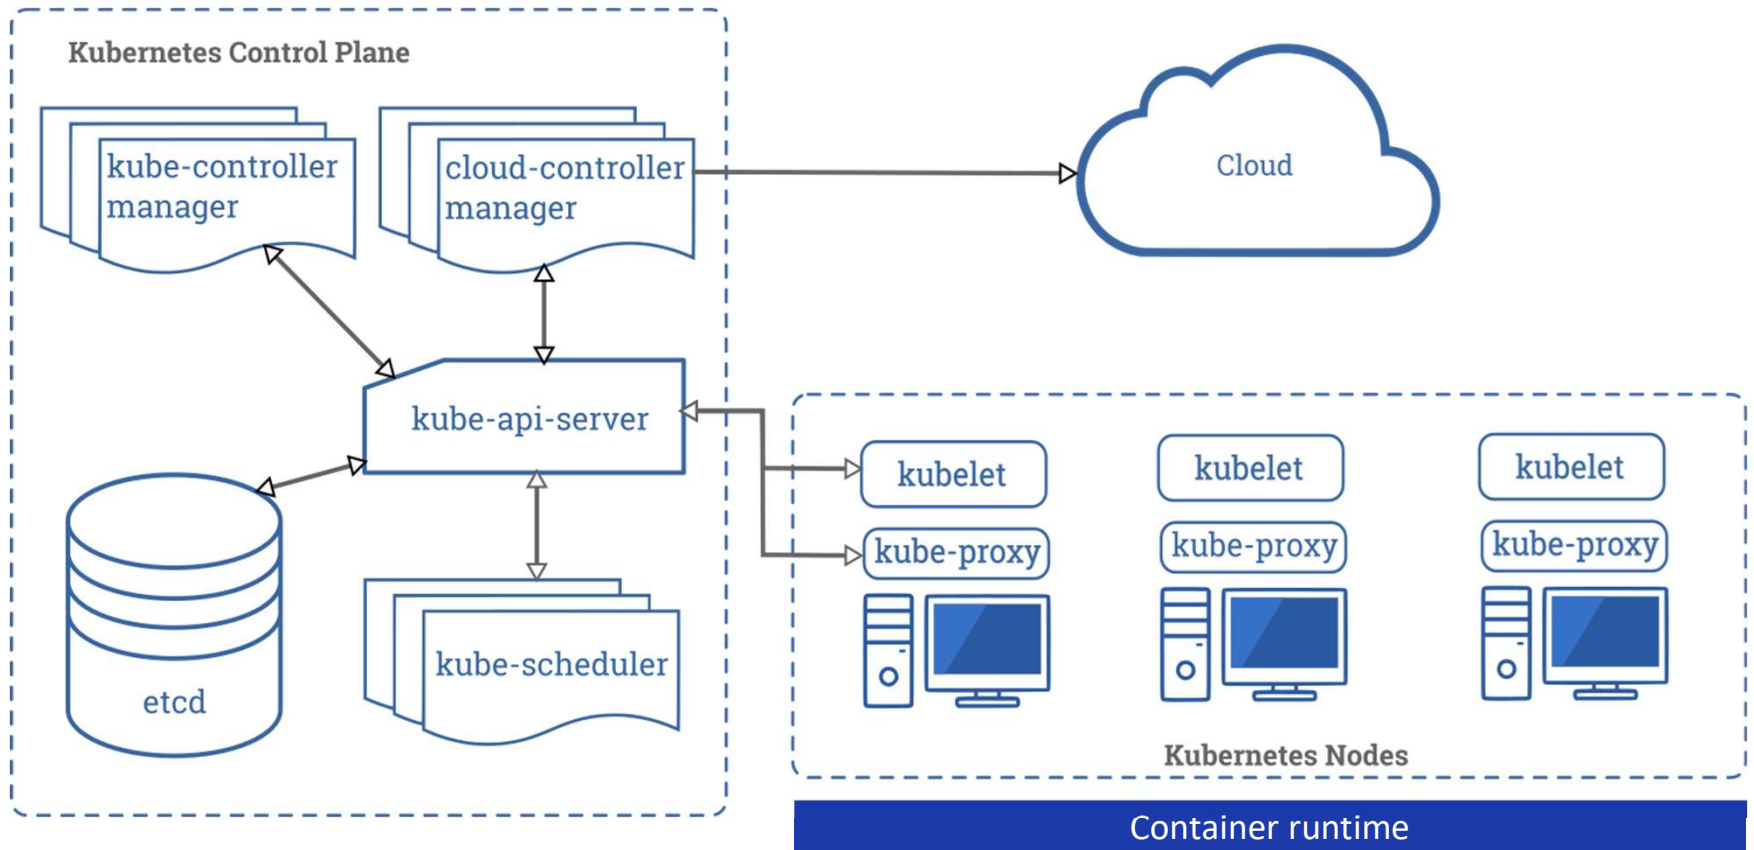 Kubernetes Control Plane
kube-controller
manager
cloud-controller
manager
Cloud
kube-api-server
etcd
kube-scheduler
kubelet
kubelet
kubelet
kube-proxy
kube-proxy
kube-proxy
Kubernetes Nodes
Container runtime